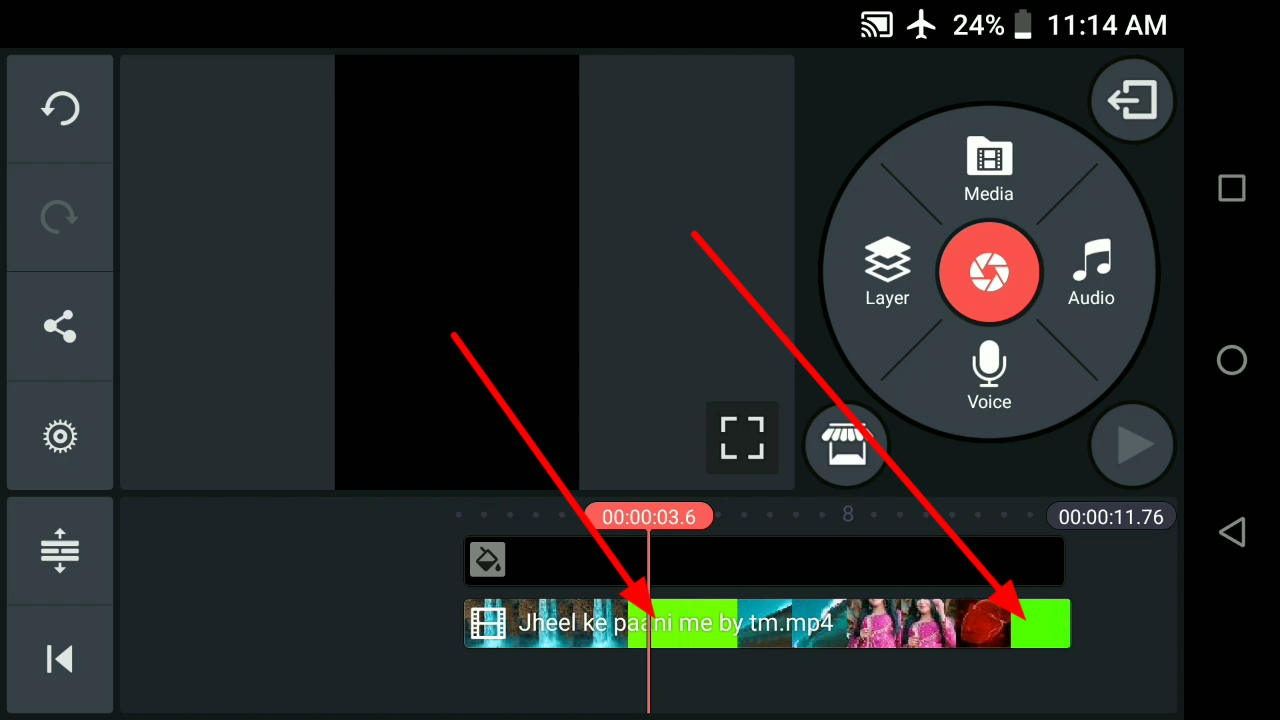 24% 11:14 AM
Media
Layer
Audio
Voice
00:00:03.6
8
00:00:11.76
Jheel ke paani me by tm.mp4